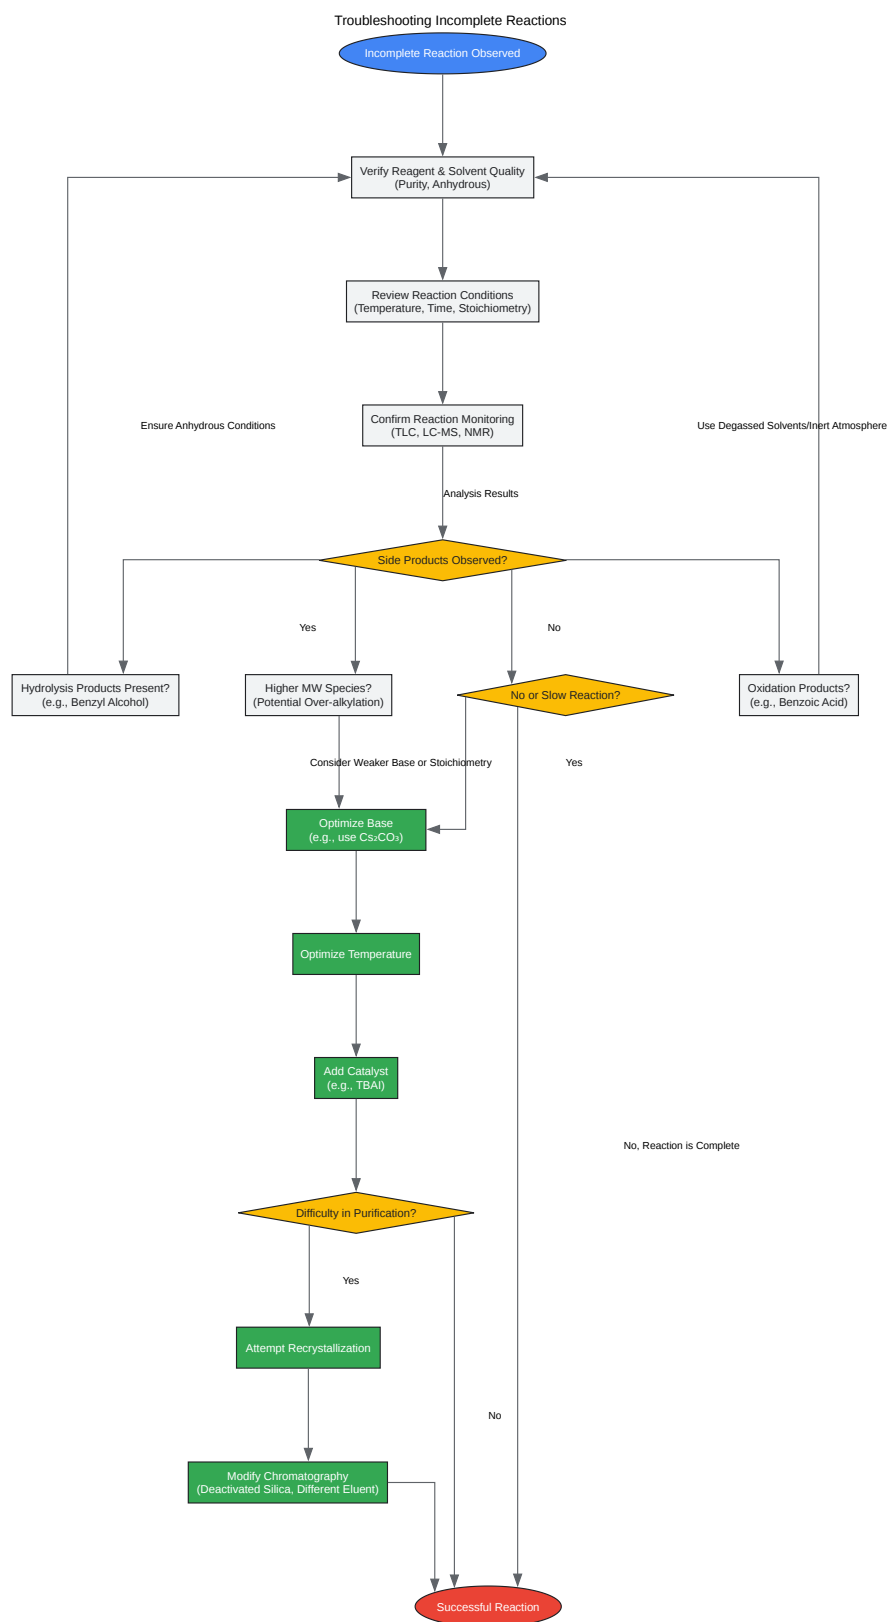 Troubleshooting Incomplete Reactions
Incomplete Reaction Observed
Verify Reagent & Solvent Quality
(Purity, Anhydrous)
Review Reaction Conditions
(Temperature, Time, Stoichiometry)
Confirm Reaction Monitoring
(TLC, LC-MS, NMR)
Ensure Anhydrous Conditions
Use Degassed Solvents/Inert Atmosphere
Analysis Results
Side Products Observed?
Yes
No
Hydrolysis Products Present?
(e.g., Benzyl Alcohol)
Higher MW Species?
(Potential Over-alkylation)
No or Slow Reaction?
Oxidation Products?
(e.g., Benzoic Acid)
Consider Weaker Base or Stoichiometry
Yes
Optimize Base
(e.g., use Cs₂CO₃)
Optimize Temperature
Add Catalyst
(e.g., TBAI)
No, Reaction is Complete
Difficulty in Purification?
Yes
Attempt Recrystallization
No
Modify Chromatography
(Deactivated Silica, Different Eluent)
Successful Reaction